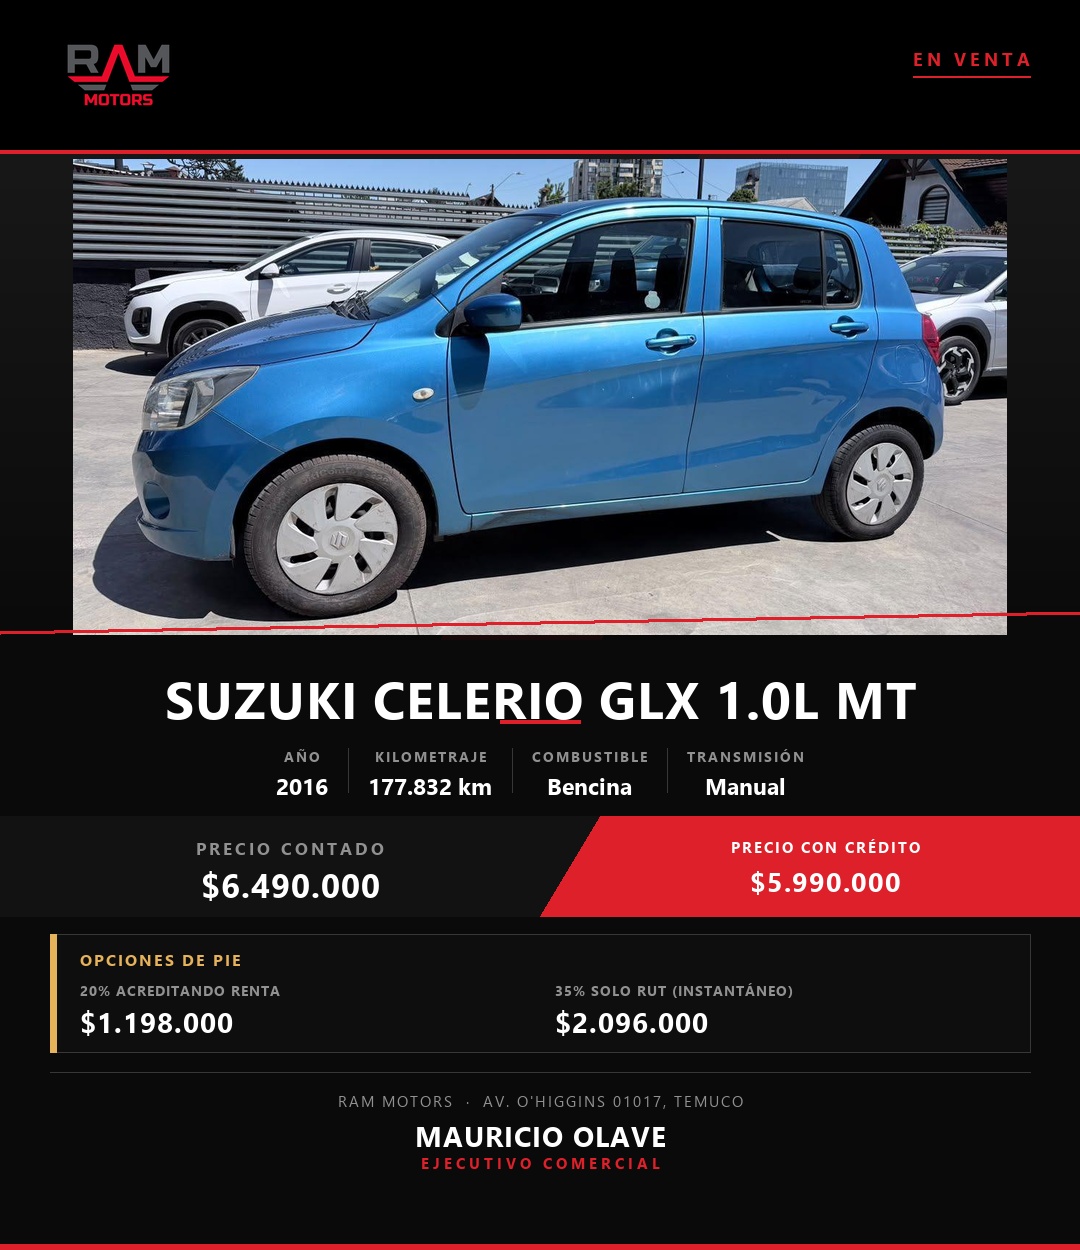 RAM
MOTORS
EN VENTA
SUZUKI CELERIO GLX 1.0L MT
AÑO
2016
KILOMETRAJE
177.832 km
COMBUSTIBLE
Bencina
TRANSMISIÓN
Manual
PRECIO CONTADO
$6.490.000
PRECIO CON CRÉDITO
$5.990.000
OPCIONES DE PIE
20% ACREDITANDO RENTA
$1.198.000
35% SOLO RUT (INSTANTÁNEO)
$2.096.000
RAM MOTORS · AV. O'HIGGINS 01017, TEMUCO
MAURICIO OLAVE
EJECUTIVO COMERCIAL